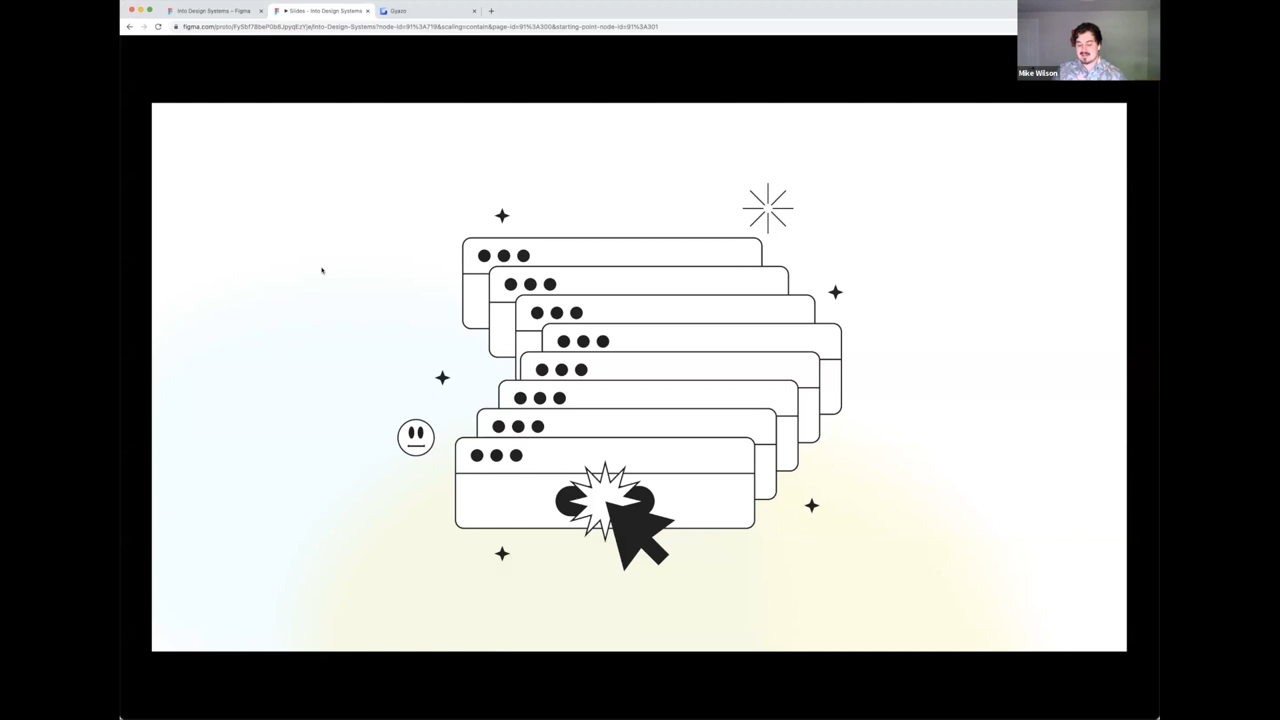 Into Design Systems – Figma
Slides - Into Design Systems
Gyazo
Mike Wilson